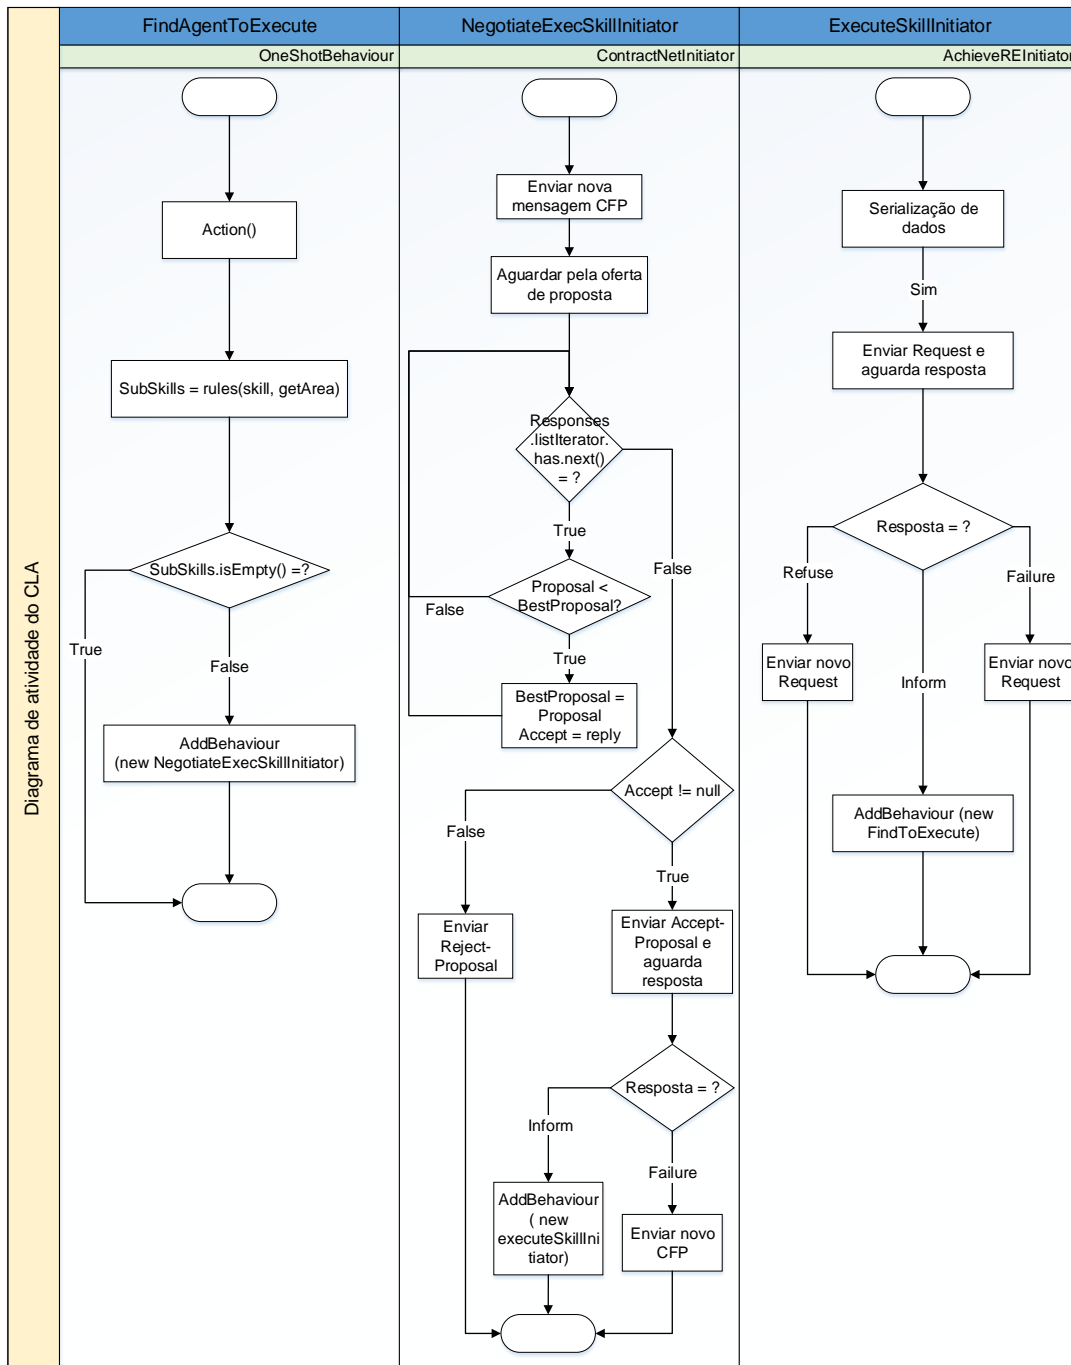 Diagrama de atividade do CLA
FindAgentToExecute
OneShotBehaviour
Action()
SubSkills = rules(skill, getArea)
SubSkills.isEmpty() =?
True
False
AddBehaviour
(new NegotiateExecSkillInitiator)
NegotiateExecSkillInitiator
ContractNetInitiator
Enviar nova
mensagem CFP
Aguardar pela oferta
de proposta
Responses
.listIterator.
has.next()
= ?
True
False
Proposal <
BestProposal?
False
True
BestProposal =
Proposal
Accept = reply
Accept != null
False
True
Enviar
Reject-
Proposal
Enviar Accept-
Proposal e
aguarda
resposta
Resposta = ?
Inform
Failure
AddBehaviour
( new
executeSkillIni
tiator)
Enviar novo
CFP
ExecuteSkillInitiator
AchieveREInitiator
Serialização de
dados
Sim
Enviar Request e
aguarda resposta
Resposta = ?
Refuse
Failure
Enviar novo
Request
Inform
Enviar novo
Request
AddBehaviour (new
FindToExecute)